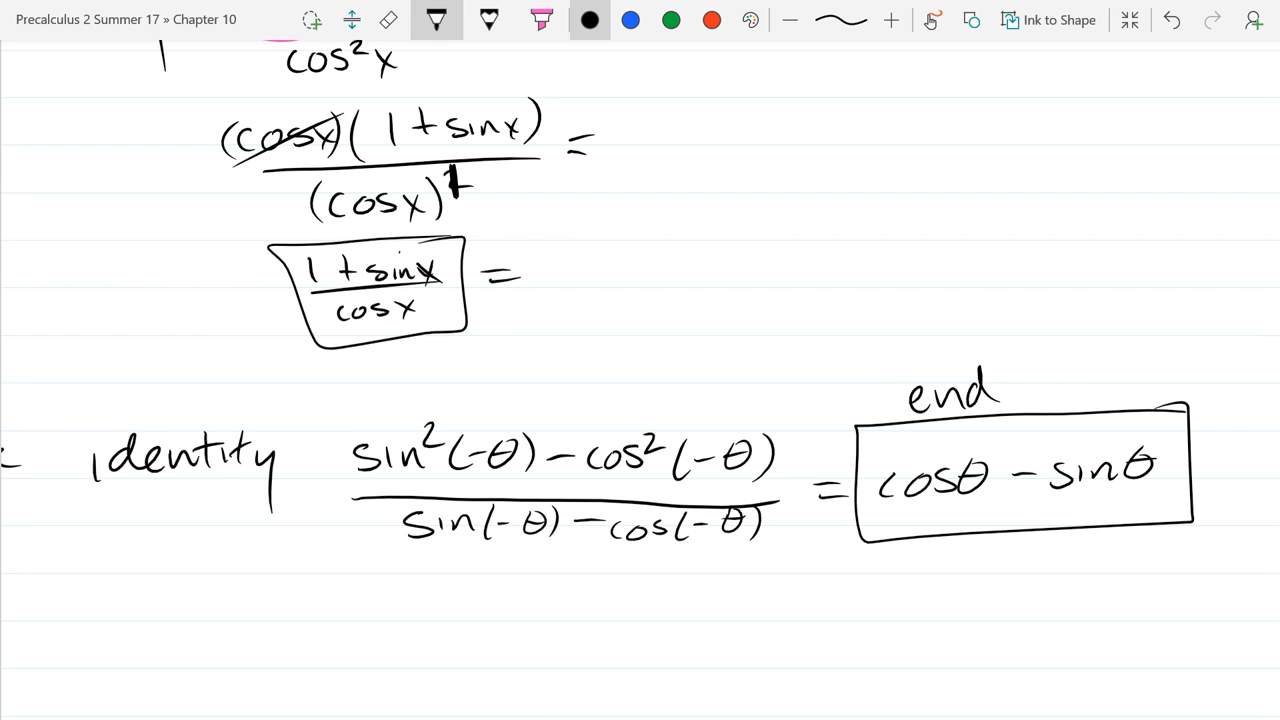 Precalculus 2 Summer 17 » Chapter 10
Ink to Shape
cos²x
(cosx)(1+sinx) =
(cosx)
1+sinx =
cosx
end
identity sin²(-θ) - cos²(-θ) = cosθ - sinθ
sin(-θ) - cos(-θ)